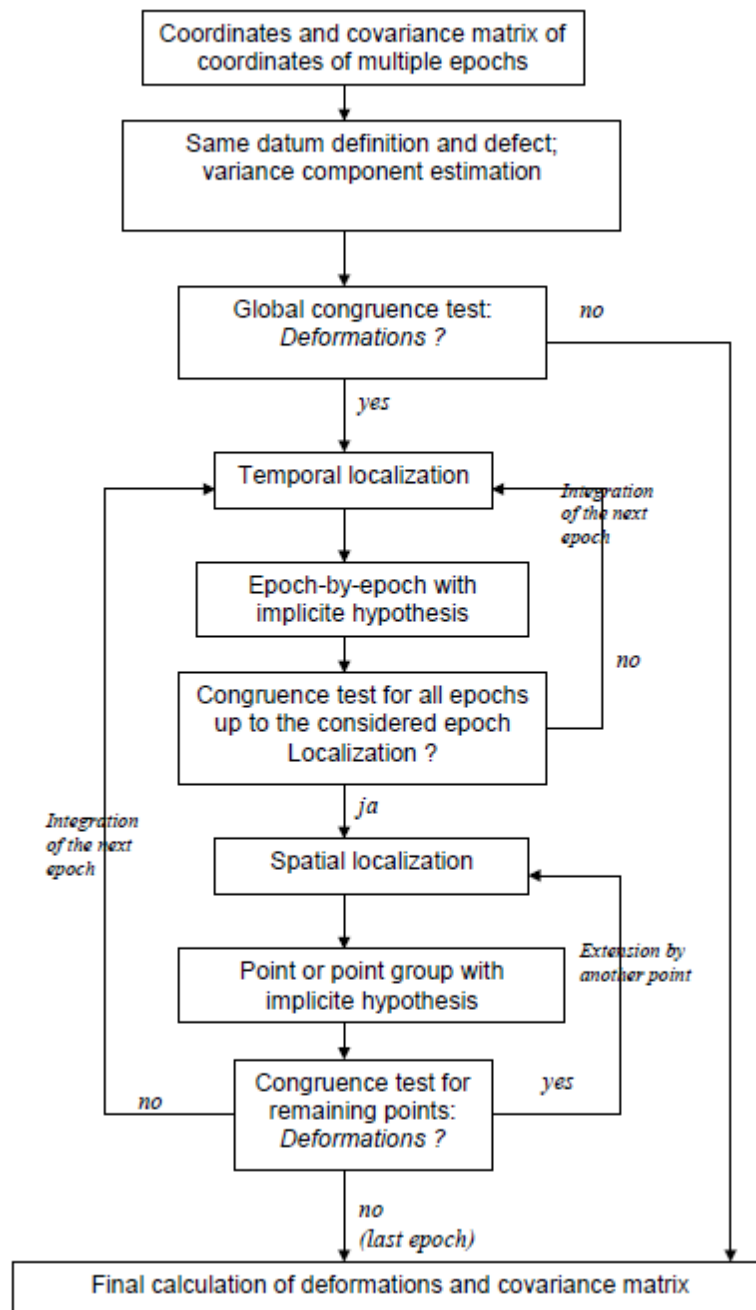 Coordinates and covariance matrix of
coordinates of multiple epochs
Same datum definition and defect;
variance component estimation
Global congruence test:
Deformations ?
no
yes
Temporal localization
Integration
of the next
epoch
Epoch-by-epoch with
implicite hypothesis
no
Congruence test for all epochs
up to the considered epoch
Localization ?
ja
Integration
of the next
epoch
Spatial localization
Extension by
another point
Point or point group with
implicite hypothesis
Congruence test for
remaining points:
Deformations ?
no
yes
no
(last epoch)
Final calculation of deformations and covariance matrix